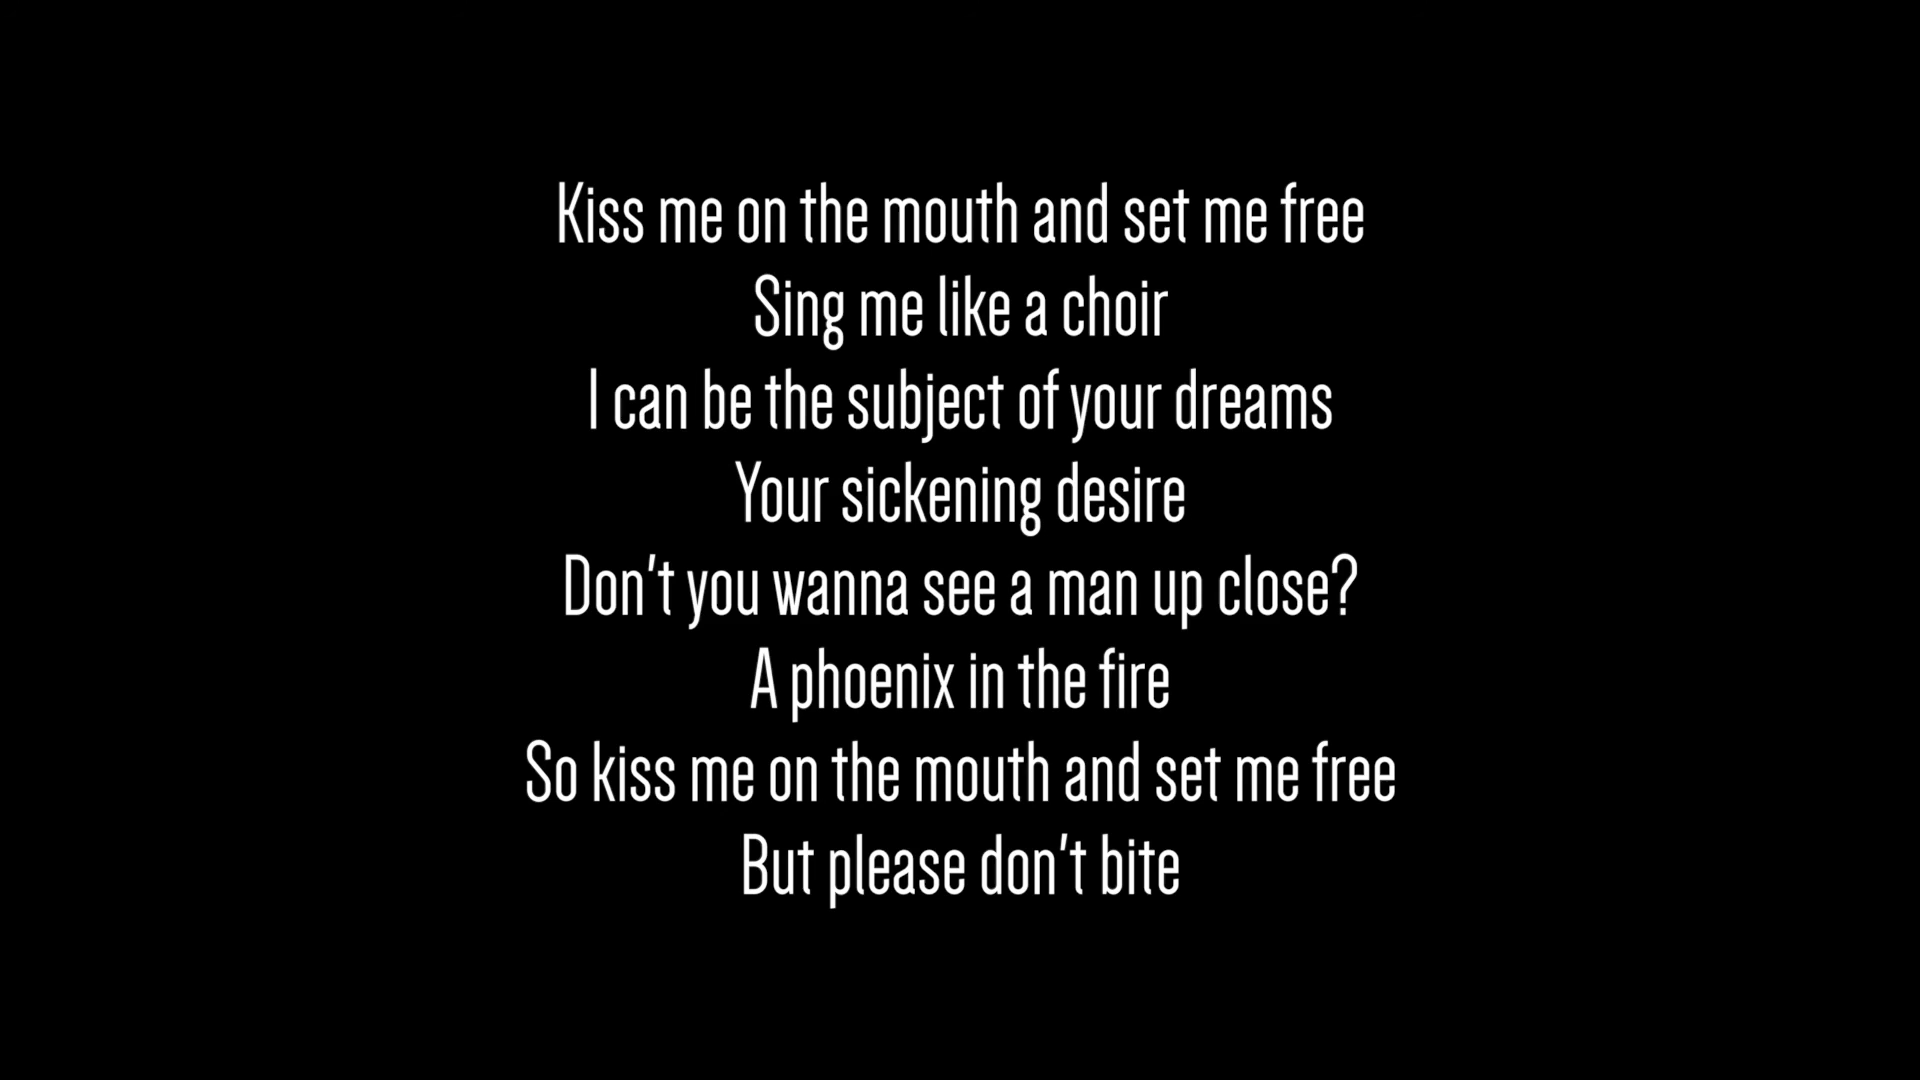 Kiss me on the mouth and set me free
Sing me like a choir
I can be the subject of your dreams
Your sickening desire
Don't you wanna see a man up close?
A phoenix in the fire
So kiss me on the mouth and set me free
But please don't bite